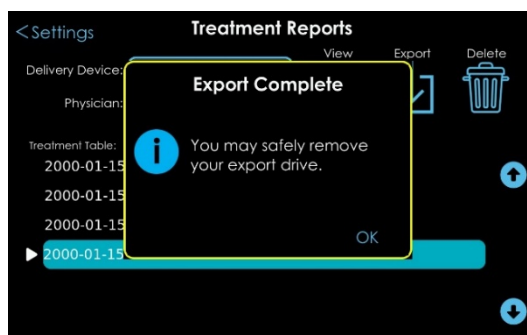 <Settings
Treatment Reports
View
Export
Delete
Delivery Device:
Physician:
Export Complete
You may safely remove
your export drive.
OK
Treatment Table:
2000-01-15
2000-01-15
2000-01-15
2000-01-15